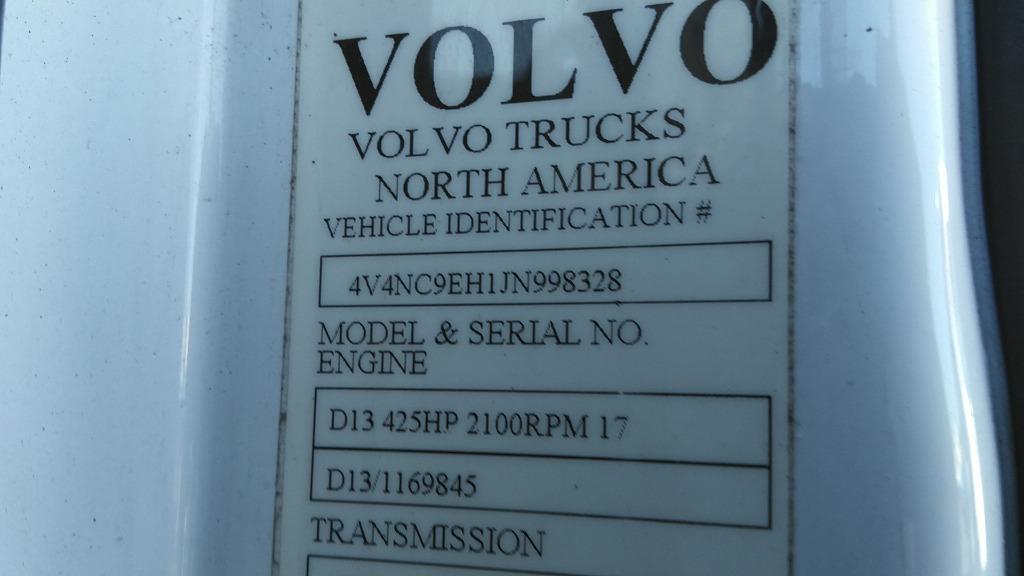 VOLVO
VOLVO TRUCKS
NORTH AMERICA
VEHICLE IDENTIFICATION #
4V4NC9EH1JN998328
MODEL & SERIAL NO.
ENGINE
D13 425HP 2100RPM 17
D13/1169845
TRANSMISSION